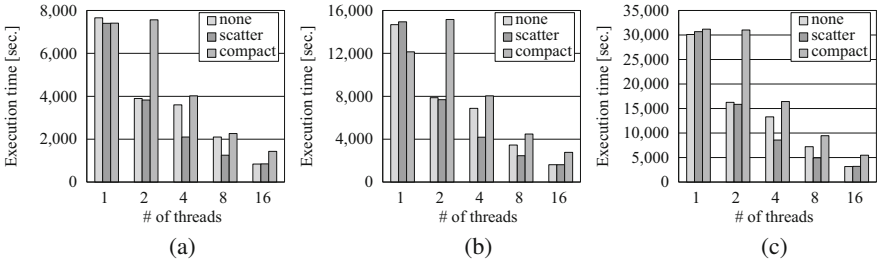 8,000
6,000
4,000
2,000
0
Execution time [sec.]
none
scatter
compact
1 2 4 8 16
# of threads
(a)
16,000
12,000
8,000
4,000
0
Execution time [sec.]
none
scatter
compact
1 2 4 8 16
# of threads
(b)
35,000
30,000
25,000
20,000
15,000
10,000
5,000
0
Execution time [sec.]
none
scatter
compact
1 2 4 8 16
# of threads
(c)